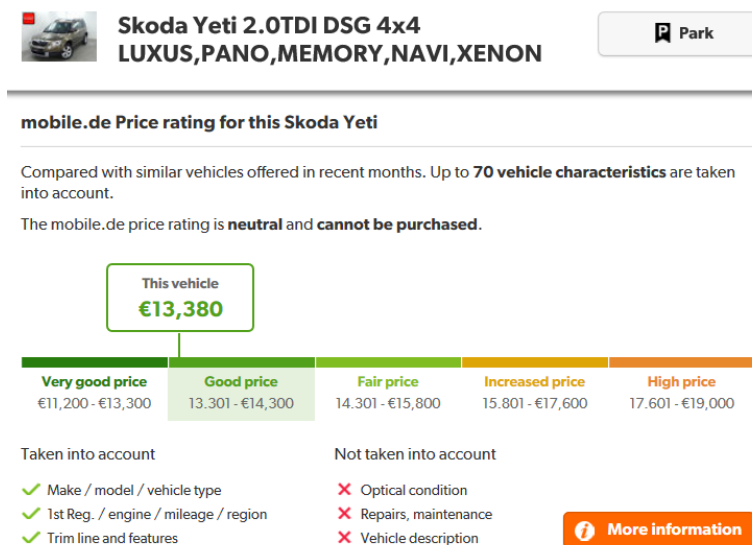 Skoda Yeti 2.0TDI DSG 4x4
LUXUS,PANO,MEMORY,NAVI,XENON
Park
mobile.de Price rating for this Skoda Yeti
Compared with similar vehicles offered in recent months. Up to 70 vehicle characteristics are taken
into account.
The mobile.de price rating is neutral and cannot be purchased.
This vehicle
€13,380
Very good price
€11,200 - €13,300
Good price
13.301 - €14,300
Fair price
14.301 - €15,800
Increased price
15.801 - €17,600
High price
17.601 - €19,000
Taken into account
Make / model / vehicle type
1st Reg. / engine / mileage / region
Trim line and features
Not taken into account
Optical condition
Repairs, maintenance
Vehicle description
More information